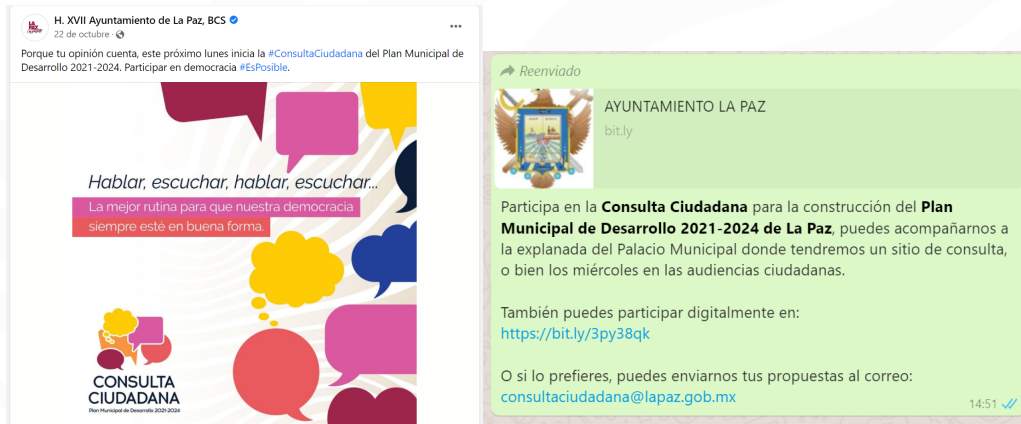 H. XVII Ayuntamiento de La Paz, BCS
22 de octubre ·
Porque tu opinión cuenta, este próximo lunes inicia la #ConsultaCiudadana del Plan Municipal de
Desarrollo 2021-2024. Participar en democracia #EsPosible.
Hablar, escuchar, hablar, escuchar...
La mejor rutina para que nuestra democracia
siempre esté en buena forma.
CONSULTA
CIUDADANA
Plan Municipal de Desarrollo 2021-2024
Reenviado
AYUNTAMIENTO LA PAZ
bit.ly
Participa en la Consulta Ciudadana para la construcción del Plan
Municipal de Desarrollo 2021-2024 de La Paz, puedes acompañarnos a
la explanada del Palacio Municipal donde tendremos un sitio de consulta,
o bien los miércoles en las audiencias ciudadanas.
También puedes participar digitalmente en:
https://bit.ly/3py38qk
O si lo prefieres, puedes enviarnos tus propuestas al correo:
consultaciudadana@lapaz.gob.mx
14:51